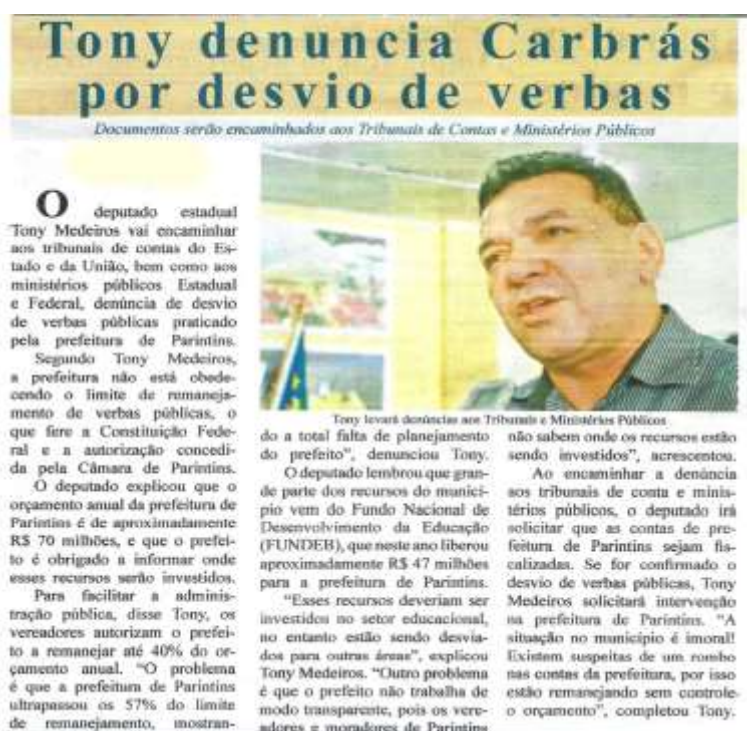 Tony denuncia Carbrás
por desvio de verbas
Documentos serão encaminhados aos Tribunais de Contas e Ministérios Públicos
O deputado estadual
Tony Medeiros vai encaminhar
aos tribunais de contas do Es-
tado e da União, bem como aos
ministérios públicos Estadual
e Federal, denúncia de desvio
de verbas públicas praticado
pela prefeitura de Parintins.
Segundo Tony Medeiros,
a prefeitura não está obede-
cendo o limite de remaneja-
mento de verbas públicas, o
que fere a Constituição Fede-
ral e a autorização concedi-
da pela Câmara de Parintins.
O deputado explicou que o
orçamento anual da prefeitura de
Parintins é de aproximadamente
R$ 70 milhões, e que o prefei-
to é obrigado a informar onde
esses recursos serão investidos.
Para facilitar a adminis-
tração pública, disse Tony, os
vereadores autorizam o prefei-
to a remanejar até 40% do or-
çamento anual. "O problema
é que a prefeitura de Parintins
ultrapassou os 57% do limite
de remanejamento, mostran-
Tony levará denúncias aos Tribunais e Ministérios Públicos
do a total falta de planejamento
do prefeito", denunciou Tony.
O deputado lembrou que gran-
de parte dos recursos do municí-
pio vem do Fundo Nacional de
Desenvolvimento da Educação
(FUNDEB), que neste ano liberou
aproximadamente R$ 47 milhões
para a prefeitura de Parintins.
"Esses recursos deveriam ser
investidos no setor educacional,
no entanto estão sendo desvia-
dos para outras áreas", explicou
Tony Medeiros. "Outro problema
é que o prefeito não trabalha de
modo transparente, pois os vere-
adores e moradores de Parintins
não sabem onde os recursos estão
sendo investidos", acrescentou.
Ao encaminhar a denúncia
aos tribunais de conta e minis-
térios públicos, o deputado irá
solicitar que as contas de pre-
feitura de Parintins sejam fis-
calizadas. Se for confirmado o
desvio de verbas públicas, Tony
Medeiros solicitará intervenção
na prefeitura de Parintins. "A
situação no município é imoral!
Existem suspeitas de um rombo
nas contas da prefeitura, por isso
estão remanejando sem controle
o orçamento", completou Tony.